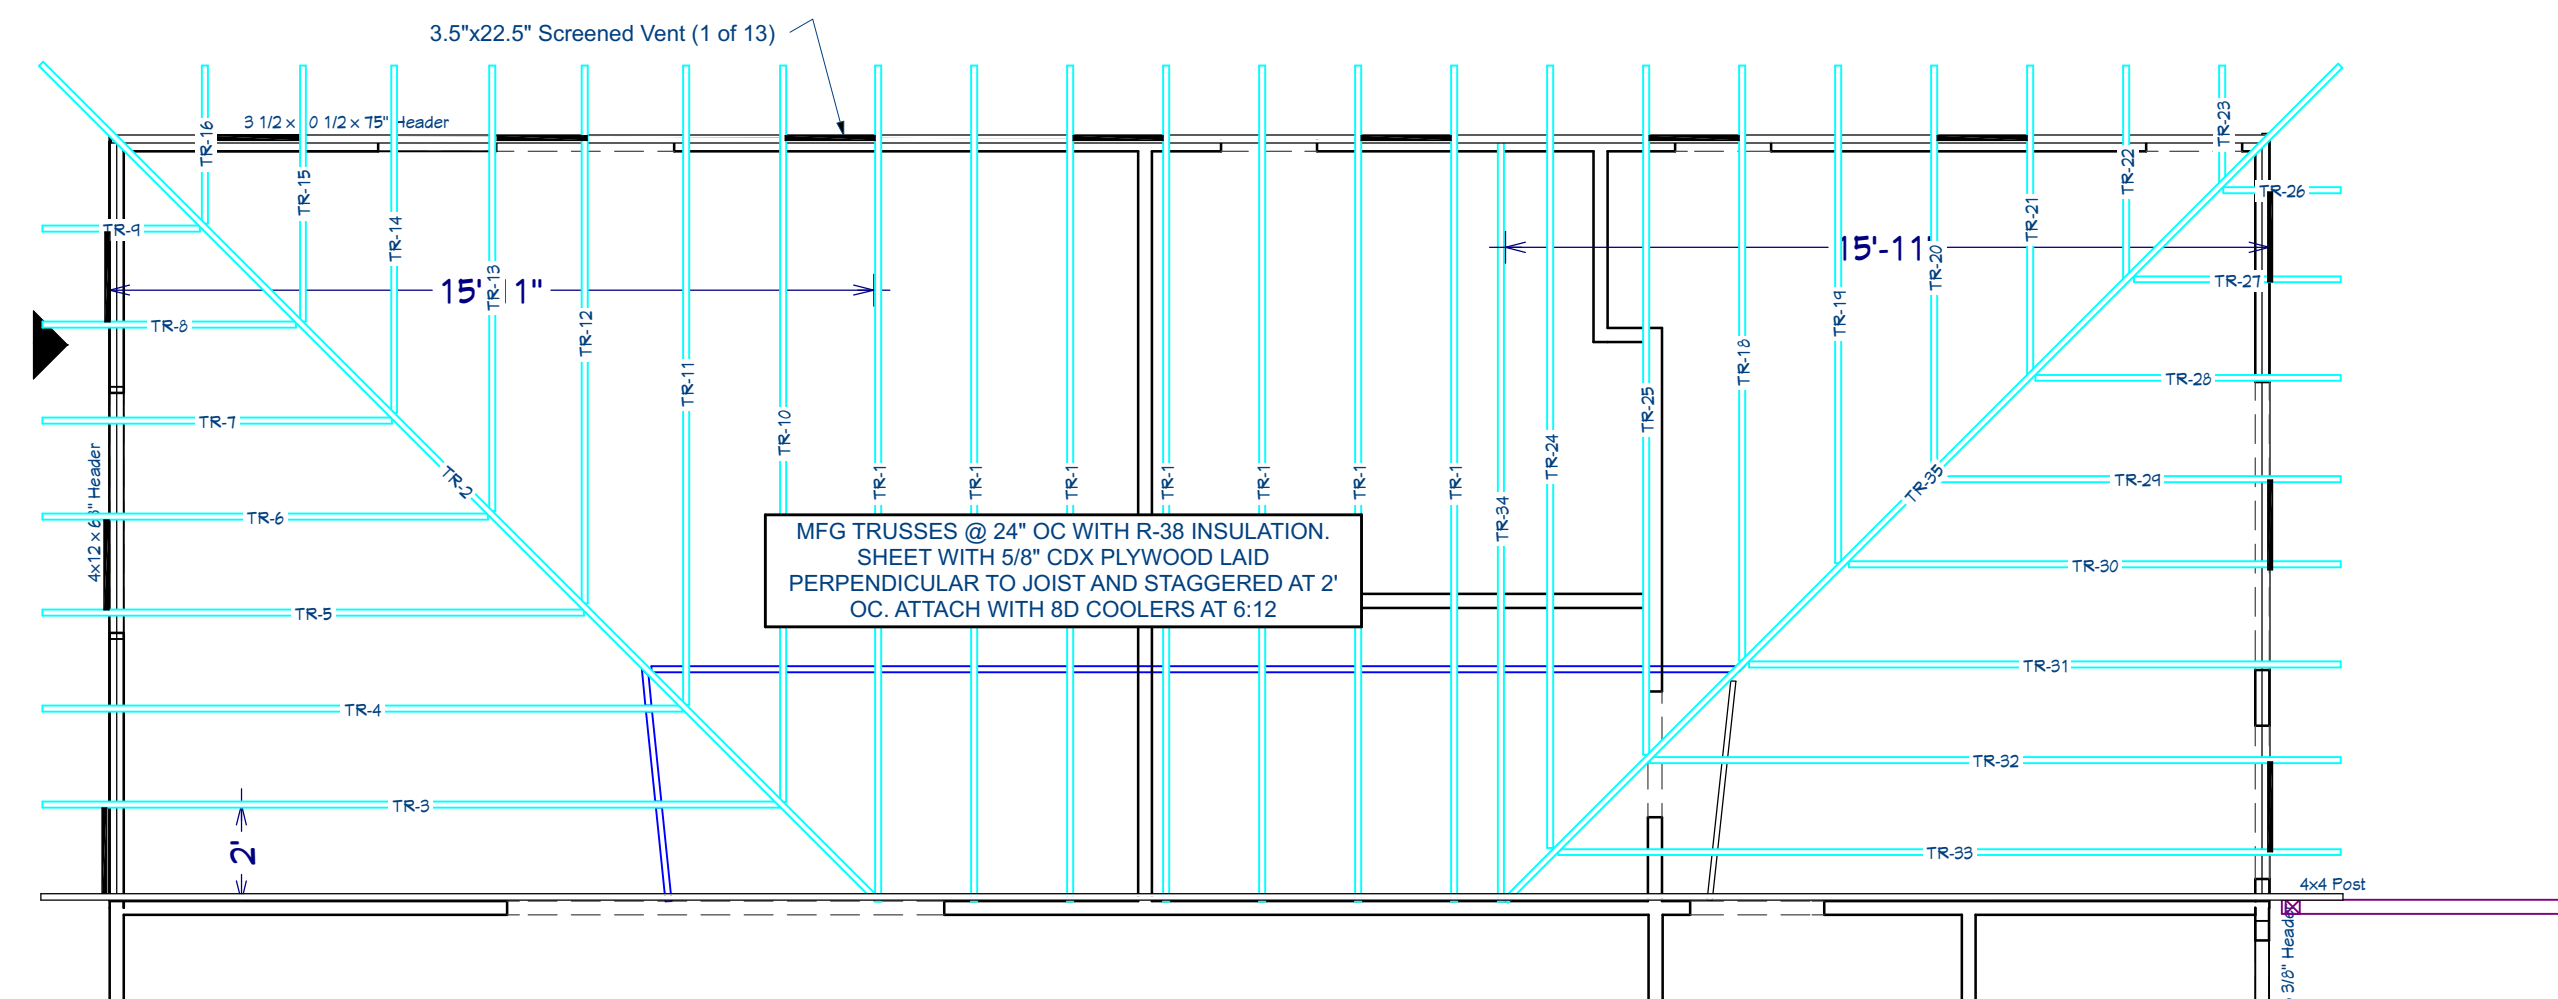 3.5"x22.5" Screened Vent (1 of 13)
3 1/2 x 0 1/2 x 75" Header
TR-16
TR-15
TR-14
TR-13
TR-12
TR-11
TR-10
TR-1
TR-1
TR-1
TR-1
TR-1
TR-1
TR-1
TR-34
TR-24
TR-25
TR-18
TR-19
TR-20
TR-21
TR-22
TR-23
TR-9
TR-8
TR-7
TR-6
TR-5
TR-4
TR-3
TR-2
TR-35
TR-26
TR-27
TR-28
TR-29
TR-30
TR-31
TR-32
TR-33
15' 1"
15'-11"
2'
4x12 x 6 " Header
MFG TRUSSES @ 24" OC WITH R-38 INSULATION.
SHEET WITH 5/8" CDX PLYWOOD LAID
PERPENDICULAR TO JOIST AND STAGGERED AT 2'
OC. ATTACH WITH 8D COOLERS AT 6:12
4x4 Post
3/8" Header